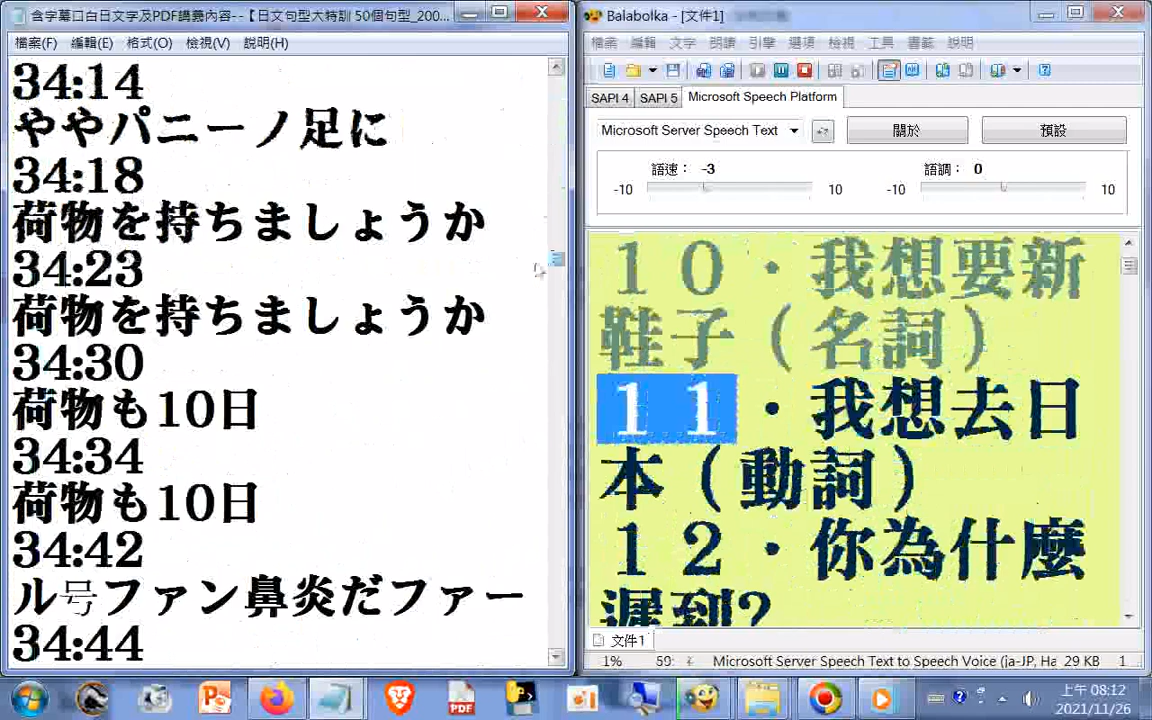 含字幕口白日文字及PDF講義內容--【日文句型大特訓 50個句型_200...
檔案(F) 編輯(E) 格式(O) 檢視(V) 說明(H)
34:14
ややパニーノ足に
34:18
荷物を持ちましょうか
34:23
荷物を持ちましょうか
34:30
荷物も10日
34:34
荷物も10日
34:42
ル号ファン鼻炎だファー
34:44
Balabolka - [文件1]
檔案 編輯 文字 朗讀 引擎 選項 檢視 工具 書籤 說明
SAPI 4 SAPI 5 Microsoft Speech Platform
Microsoft Server Speech Text 關於 預設
語速： -3 語調： 0
-10 10 -10 10
１０．我想要新
鞋子（名詞）
１１．我想去日
本（動詞）
１２．你為什麼
遲到?
文件1
1% Microsoft Server Speech Text to Speech Voice (ja-JP, Ha 29 KB 1
上午 08:12
2021/11/26